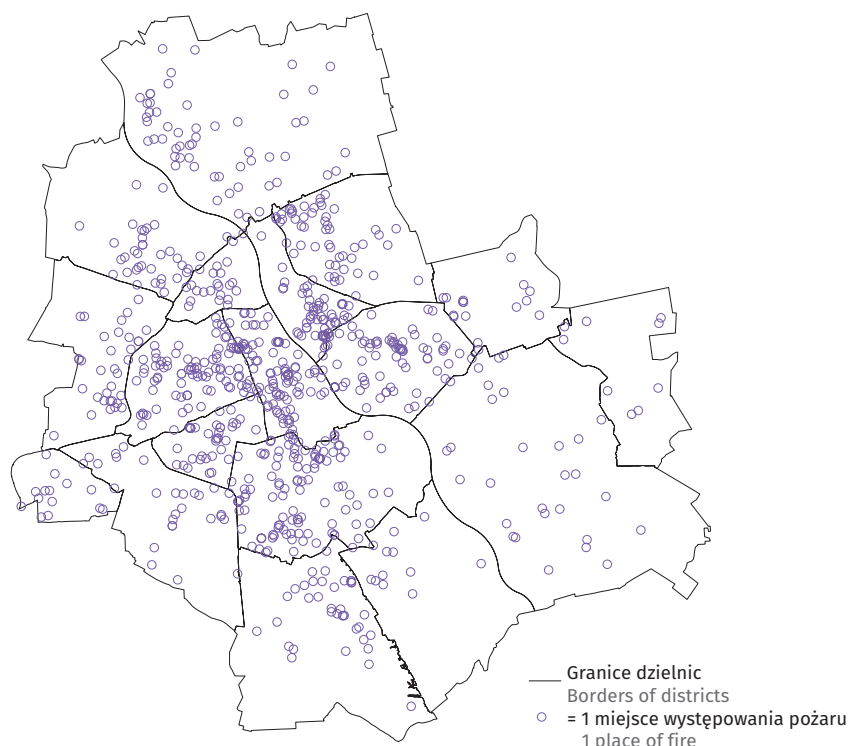 Granice dzielnic
Borders of districts
= 1 miejsce występowania pożaru
1 place of fire